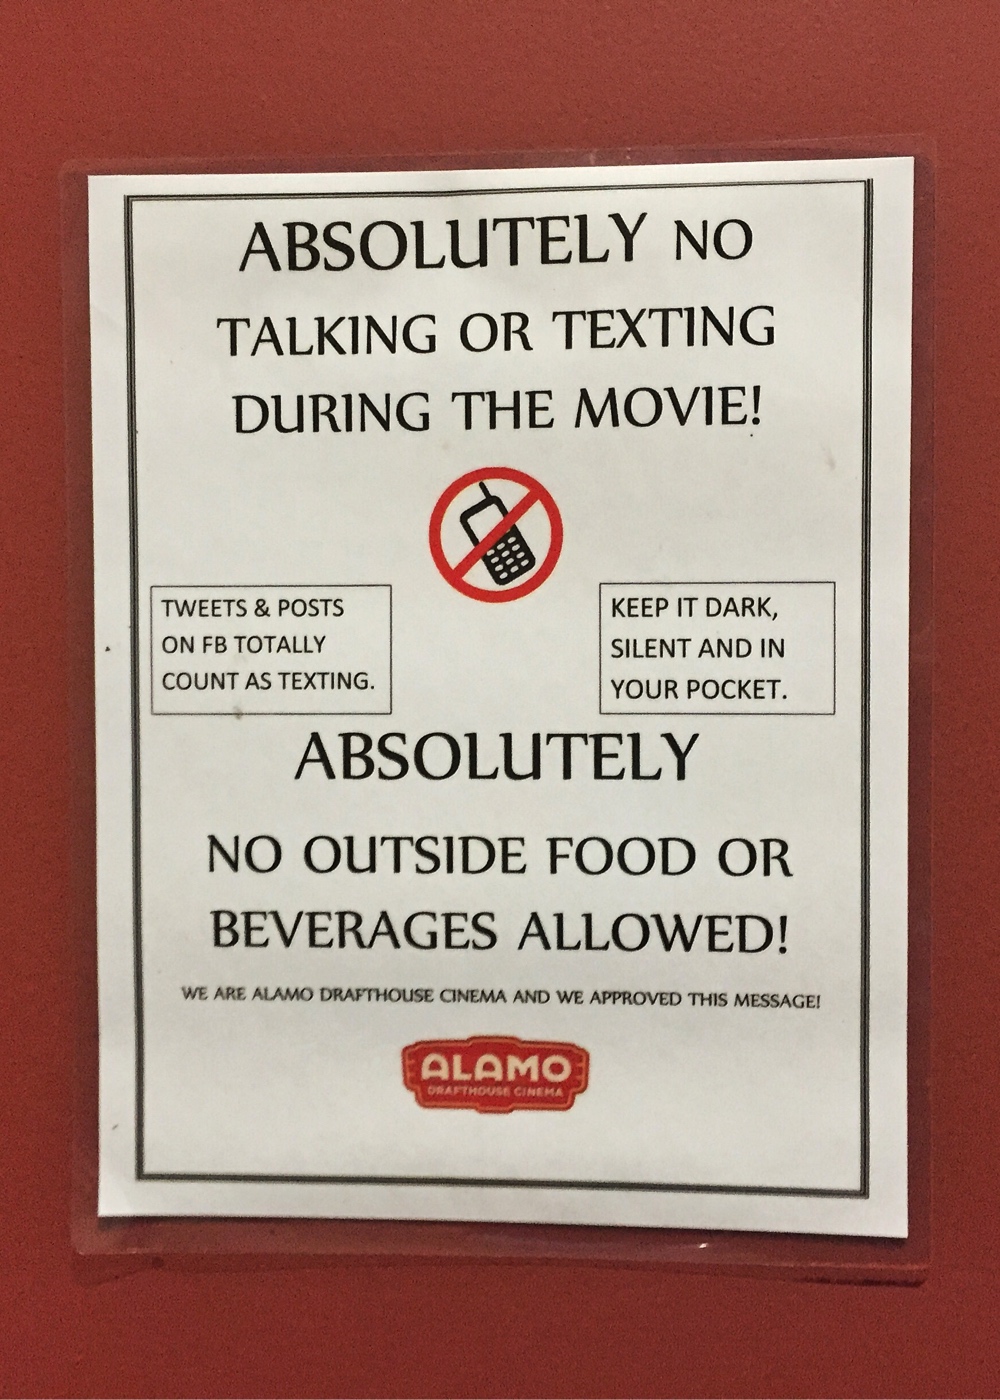 ABSOLUTELY NO
TALKING OR TEXTING
DURING THE MOVIE!
TWEETS & POSTS
ON FB TOTALLY
COUNT AS TEXTING.
KEEP IT DARK,
SILENT AND IN
YOUR POCKET.
ABSOLUTELY
NO OUTSIDE FOOD OR
BEVERAGES ALLOWED!
WE ARE ALAMO DRAFTHOUSE CINEMA AND WE APPROVED THIS MESSAGE!
ALAMO
DRAFTHOUSE CINEMA